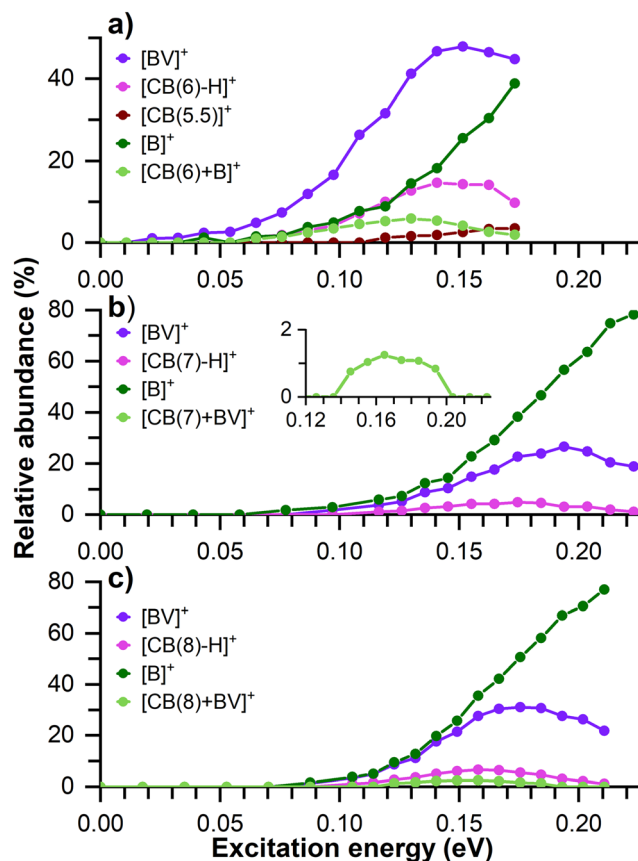 a)
[BV]⁺
[CB(6)-H]⁺
[CB(5.5)]⁺
[B]⁺
[CB(6)+B]⁺
40
20
0
0.00 0.05 0.10 0.15 0.20
Relative abundance (%)
b)
[BV]⁺
[CB(7)-H]⁺
[B]⁺
[CB(7)+BV]⁺
80
60
40
20
0
2
0
0.12 0.16 0.20
0.00 0.05 0.10 0.15 0.20
c)
[BV]⁺
[CB(8)-H]⁺
[B]⁺
[CB(8)+BV]⁺
80
60
40
20
0
0.00 0.05 0.10 0.15 0.20
Excitation energy (eV)